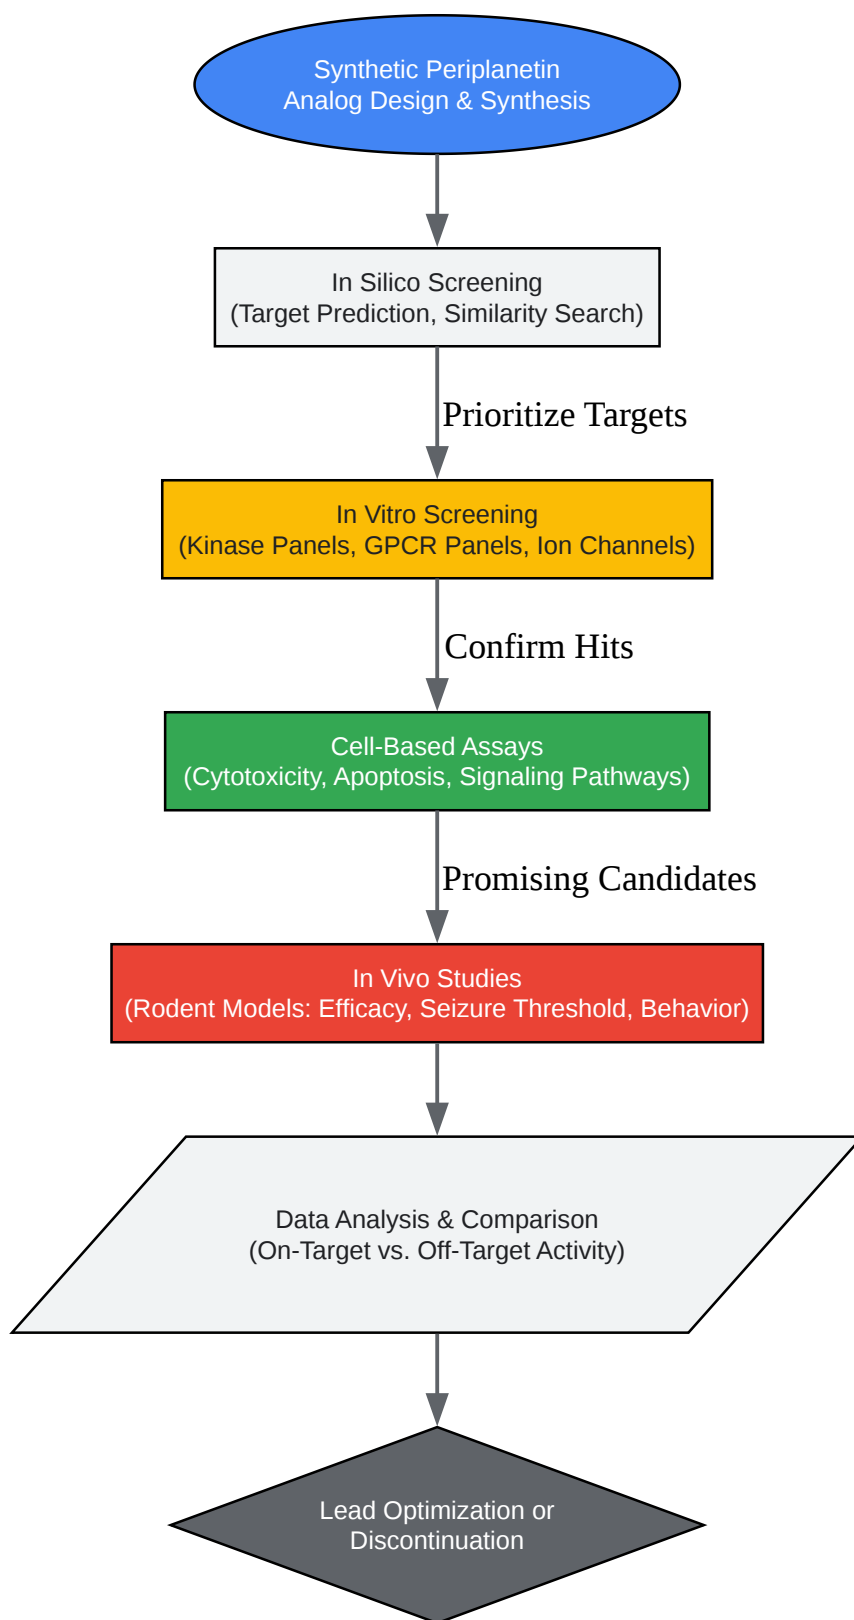 Synthetic Periplanetin
Analog Design & Synthesis
In Silico Screening
(Target Prediction, Similarity Search)
Prioritize Targets
In Vitro Screening
(Kinase Panels, GPCR Panels, Ion Channels)
Confirm Hits
Cell-Based Assays
(Cytotoxicity, Apoptosis, Signaling Pathways)
Promising Candidates
In Vivo Studies
(Rodent Models: Efficacy, Seizure Threshold, Behavior)
Data Analysis & Comparison
(On-Target vs. Off-Target Activity)
Lead Optimization or
Discontinuation